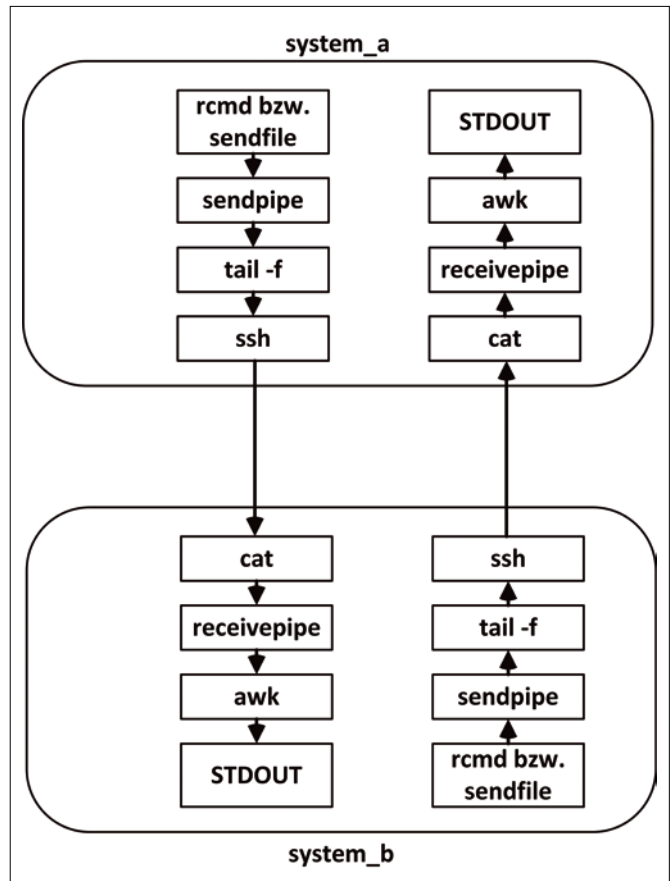 system_a
rcmd bzw.
sendfile
sendpipe
tail -f
ssh
STDOUT
awk
receivepipe
cat
cat
receivepipe
awk
STDOUT
ssh
tail -f
sendpipe
rcmd bzw.
sendfile
system_b